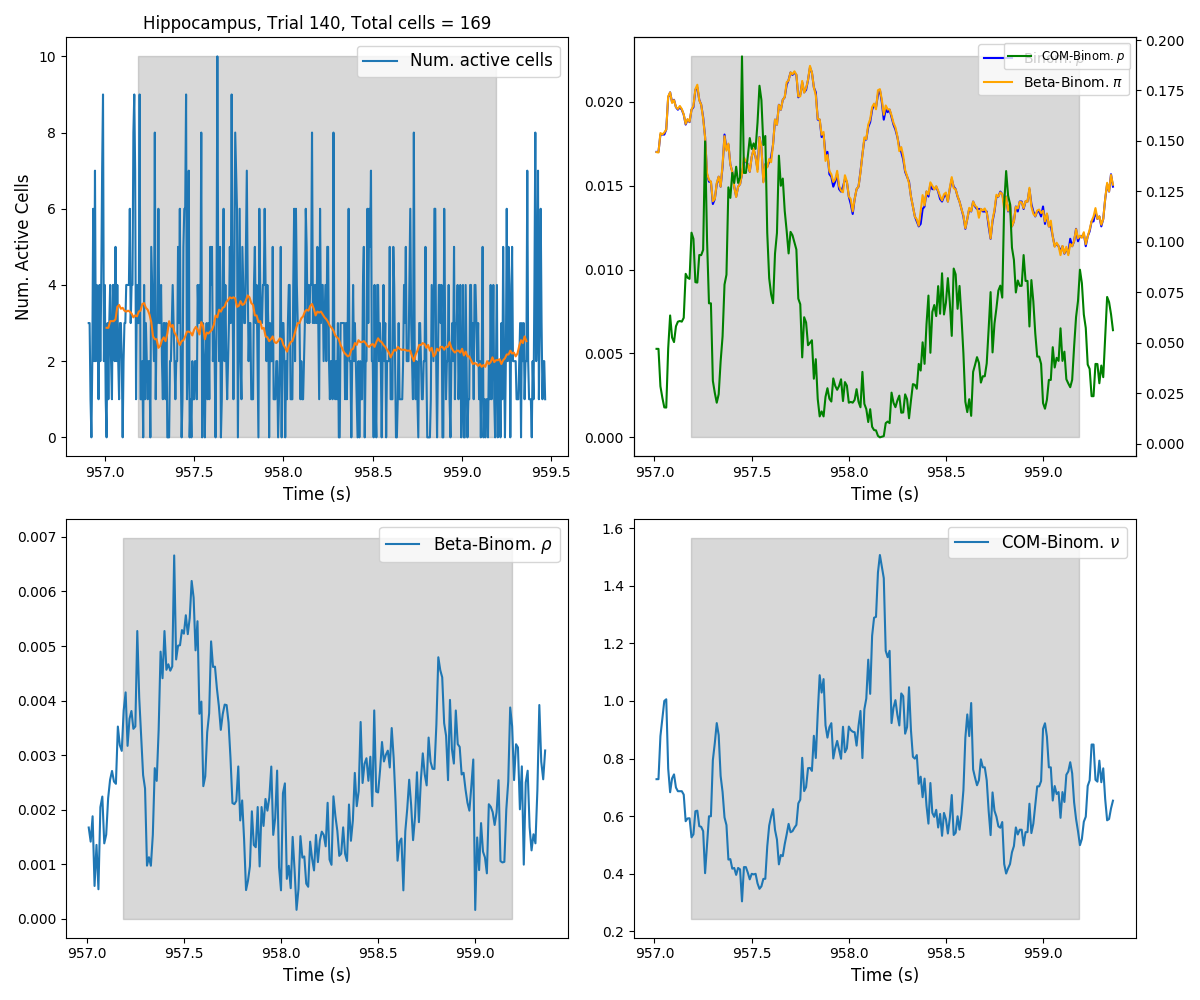 Hippocampus, Trial 140, Total cells = 169
Num. active cells
Num. Active Cells
10
8
6
4
2
0
957.0 957.5 958.0 958.5 959.0 959.5
Time (s)
COM-Binom. p
Binom. p
Beta-Binom. π
0.020
0.015
0.010
0.005
0.000
0.200
0.175
0.150
0.125
0.100
0.075
0.050
0.025
0.000
957.0 957.5 958.0 958.5 959.0
Time (s)
Beta-Binom. ρ
0.007
0.006
0.005
0.004
0.003
0.002
0.001
0.000
957.0 957.5 958.0 958.5 959.0
Time (s)
COM-Binom. ν
1.6
1.4
1.2
1.0
0.8
0.6
0.4
0.2
957.0 957.5 958.0 958.5 959.0
Time (s)